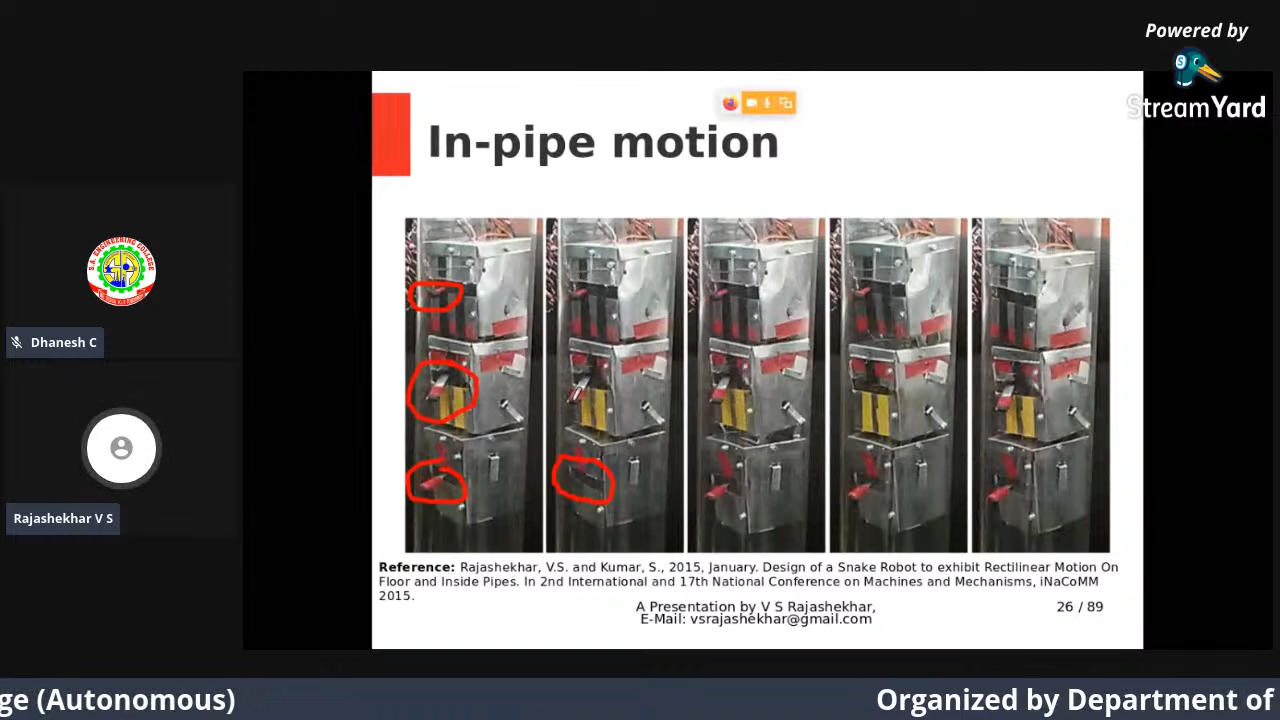 Powered by
StreamYard
In-pipe motion
S.A. ENGINEERING COLLEGE
Dhanesh C
Rajashekhar V S
Reference: Rajashekhar, V.S. and Kumar, S., 2015, January. Design of a Snake Robot to exhibit Rectilinear Motion On
Floor and Inside Pipes. In 2nd International and 17th National Conference on Machines and Mechanisms, iNaCoMM
2015.
A Presentation by V S Rajashekhar,
E-Mail: vsrajashekhar@gmail.com
26 / 89
ge (Autonomous)
Organized by Department of